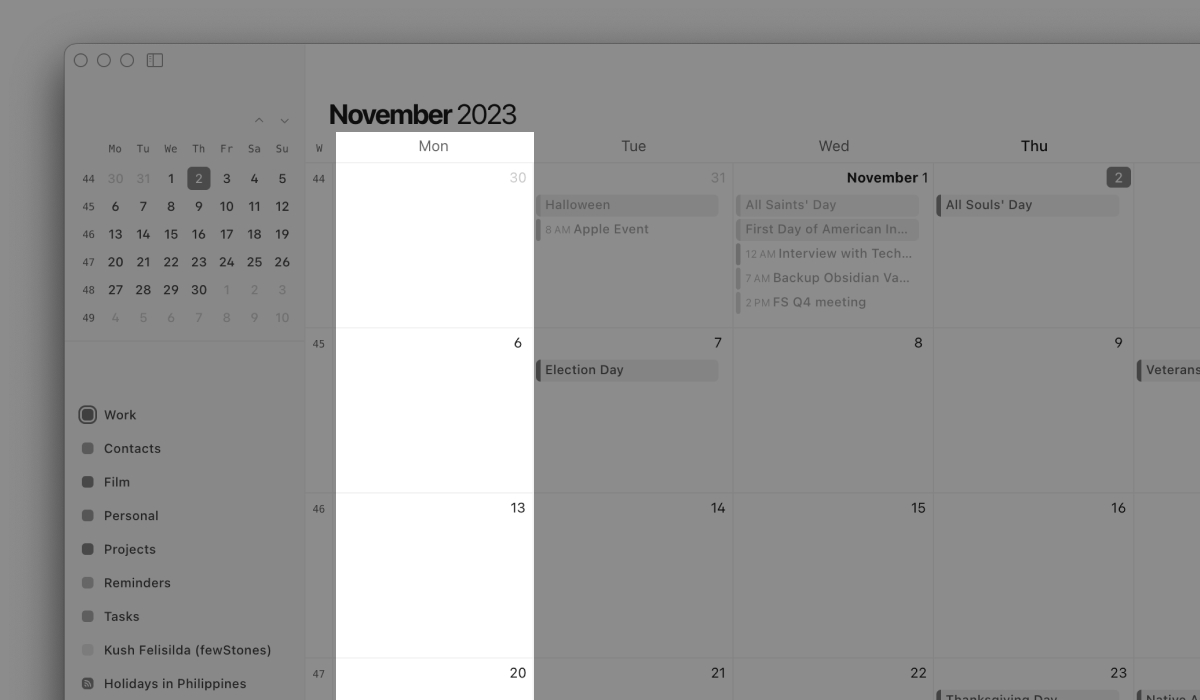 November 2023
Mo Tu We Th Fr Sa Su
44 30 31 1 2 3 4 5
45 6 7 8 9 10 11 12
46 13 14 15 16 17 18 19
47 20 21 22 23 24 25 26
48 27 28 29 30 1 2 3
49 4 5 6 7 8 9 10
Work
Contacts
Film
Personal
Projects
Reminders
Tasks
Kush Felisilda (fewStones)
Holidays in Philippines
W Mon Tue Wed Thu
44 30 31 November 1 2
Halloween All Saints' Day All Souls' Day
8 AM Apple Event First Day of American In...
12 AM Interview with Tech...
7 AM Backup Obsidian Va...
2 PM FS Q4 meeting
45 6 7 8 9
Election Day Veterans
46 13 14 15 16
47 20 21 22 23
Thanksgiving Day Native A